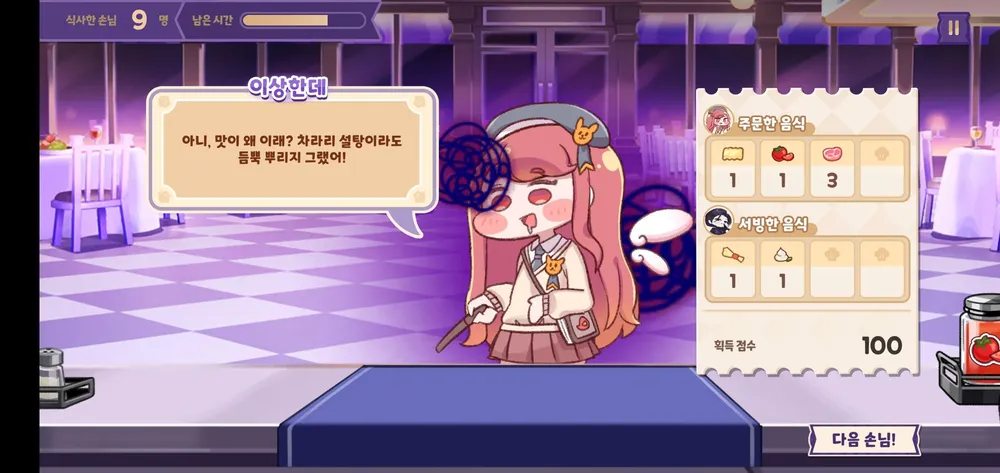 식사한 손님 9 명
남은 시간
이상한데
아니, 맛이 왜 이래? 차라리 설탕이라도
듬뿍 뿌리지 그랬어!
주문한 음식
1 1 3
서빙한 음식
1 1
획득 점수 100
다음 손님!